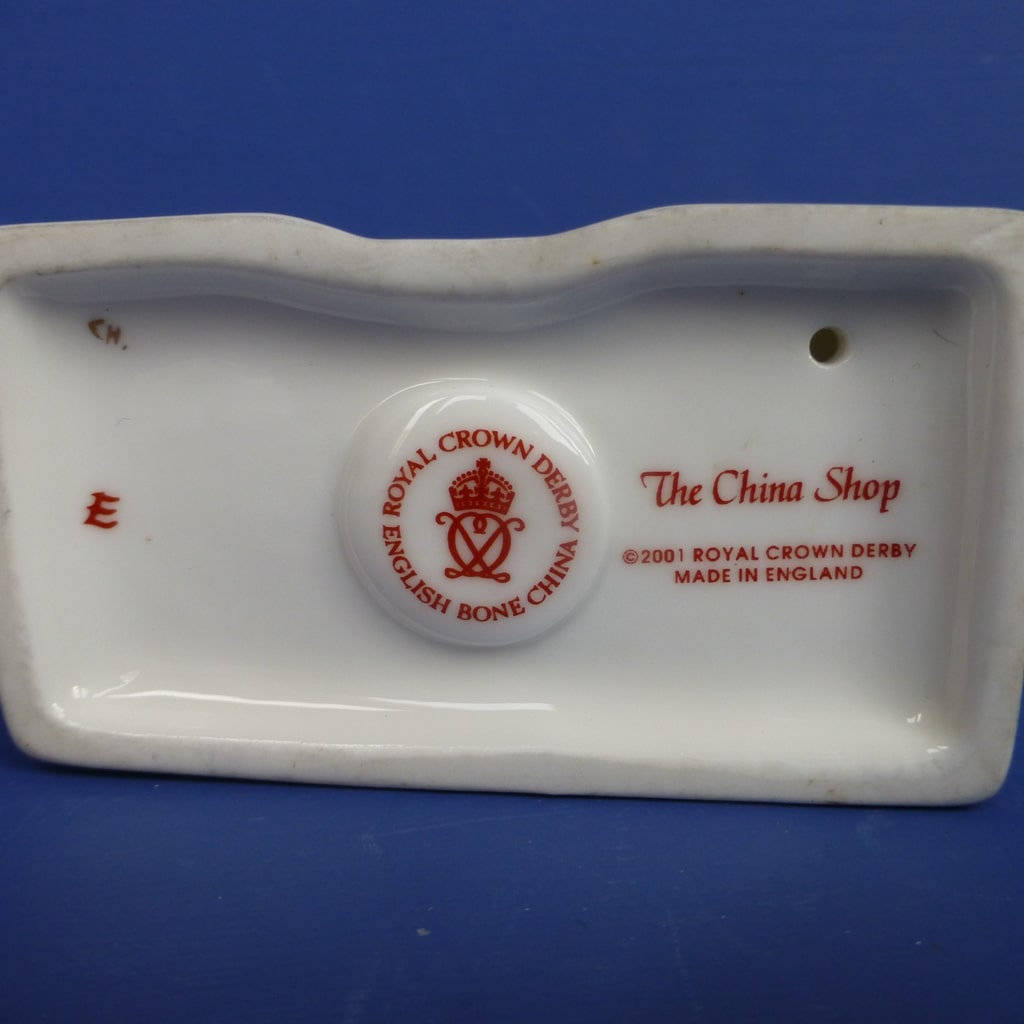 CH.
E
ROYAL CROWN DERBY
ENGLISH BONE CHINA
The China Shop
©2001 ROYAL CROWN DERBY
MADE IN ENGLAND